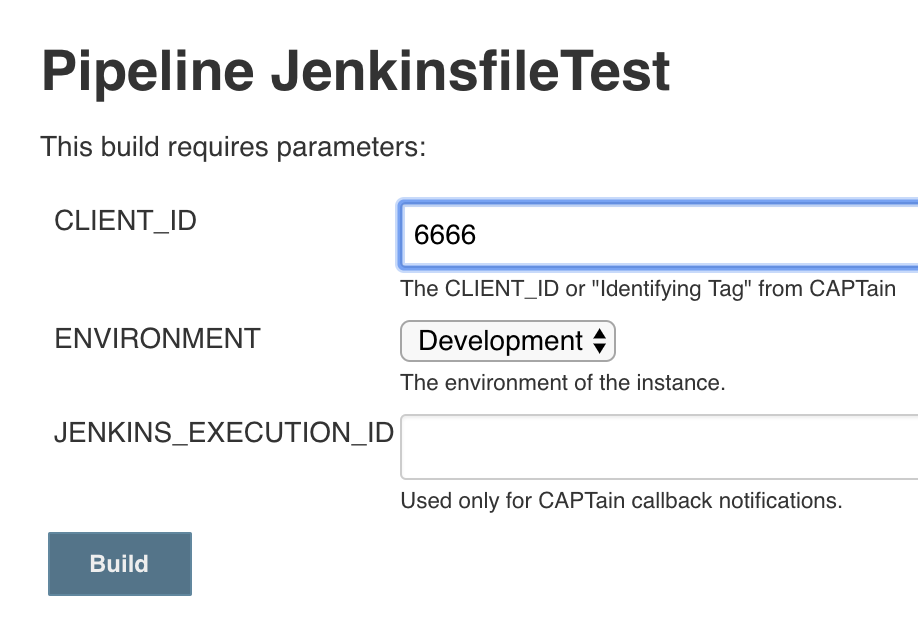 Pipeline JenkinsfileTest
This build requires parameters:
CLIENT_ID
6666
The CLIENT_ID or "Identifying Tag" from CAPTain
ENVIRONMENT
Development
The environment of the instance.
JENKINS_EXECUTION_ID
Used only for CAPTain callback notifications.
Build